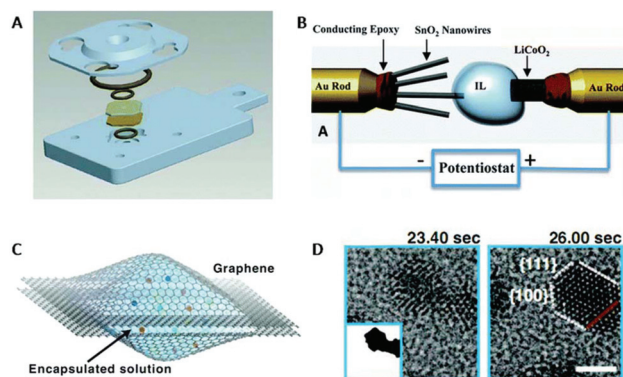 A
B
Conducting Epoxy
SnO2 Nanowires
LiCoO2
Au Rod
IL
Au Rod
A
-
Potentiostat
+
C
Graphene
Encapsulated solution
D
23.40 sec
26.00 sec
{111}
{100}